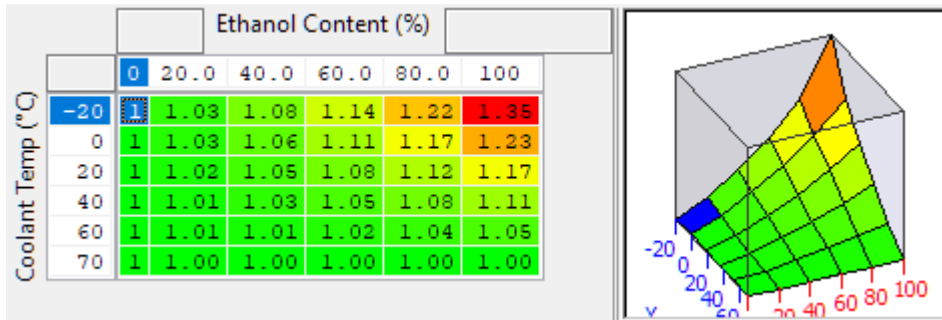 Ethanol Content (%)
0 20.0 40.0 60.0 80.0 100
Coolant Temp (°C)
-20 1 1.03 1.08 1.14 1.22 1.35
0 1 1.03 1.06 1.11 1.17 1.23
20 1 1.02 1.05 1.08 1.12 1.17
40 1 1.01 1.03 1.05 1.08 1.11
60 1 1.01 1.01 1.02 1.04 1.05
70 1 1.00 1.00 1.00 1.00 1.00
-20
0
20
40
60
20 40 60 80 100